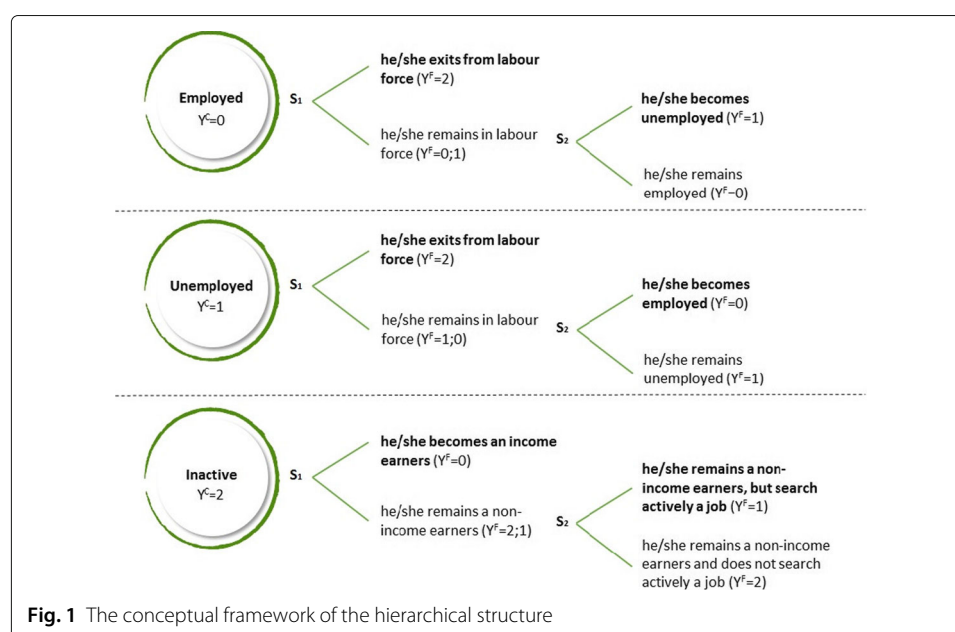 Employed
Y^C=0
S1
he/she exits from labour
force (Y^F=2)
he/she remains in labour
force (Y^F=0;1)
S2
he/she becomes
unemployed (Y^F=1)
he/she remains
employed (Y^F–0)
Unemployed
Y^C=1
S1
he/she exits from labour
force (Y^F=2)
he/she remains in labour
force (Y^F=1;0)
S2
he/she becomes
employed (Y^F=0)
he/she remains
unemployed (Y^F=1)
Inactive
Y^C=2
S1
he/she becomes an income
earners (Y^F=0)
he/she remains a non-
income earners (Y^F=2;1)
S2
he/she remains a non-
income earners, but search
actively a job (Y^F=1)
he/she remains a non-income
earners and does not search
actively a job (Y^F=2)
Fig. 1 The conceptual framework of the hierarchical structure